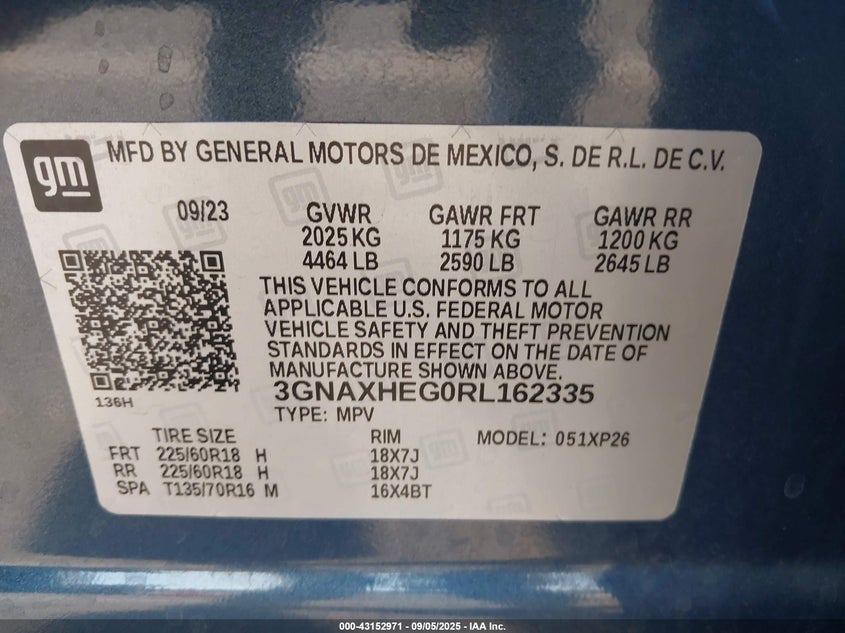 gm
MFD BY GENERAL MOTORS DE MEXICO, S. DE R.L. DE C.V.
09/23 GVWR GAWR FRT GAWR RR
2025 KG 1175 KG 1200 KG
4464 LB 2590 LB 2645 LB
THIS VEHICLE CONFORMS TO ALL
APPLICABLE U.S. FEDERAL MOTOR
VEHICLE SAFETY AND THEFT PREVENTION
STANDARDS IN EFFECT ON THE DATE OF
MANUFACTURE SHOWN ABOVE.
3GNAXHEG0RL162335
136H
TYPE: MPV
TIRE SIZE RIM MODEL: 051XP26
FRT 225/60R18 H 18X7J
RR 225/60R18 H 18X7J
SPA T135/70R16 M 16X4BT
000-43152971 - 09/05/2025 - IAA Inc.